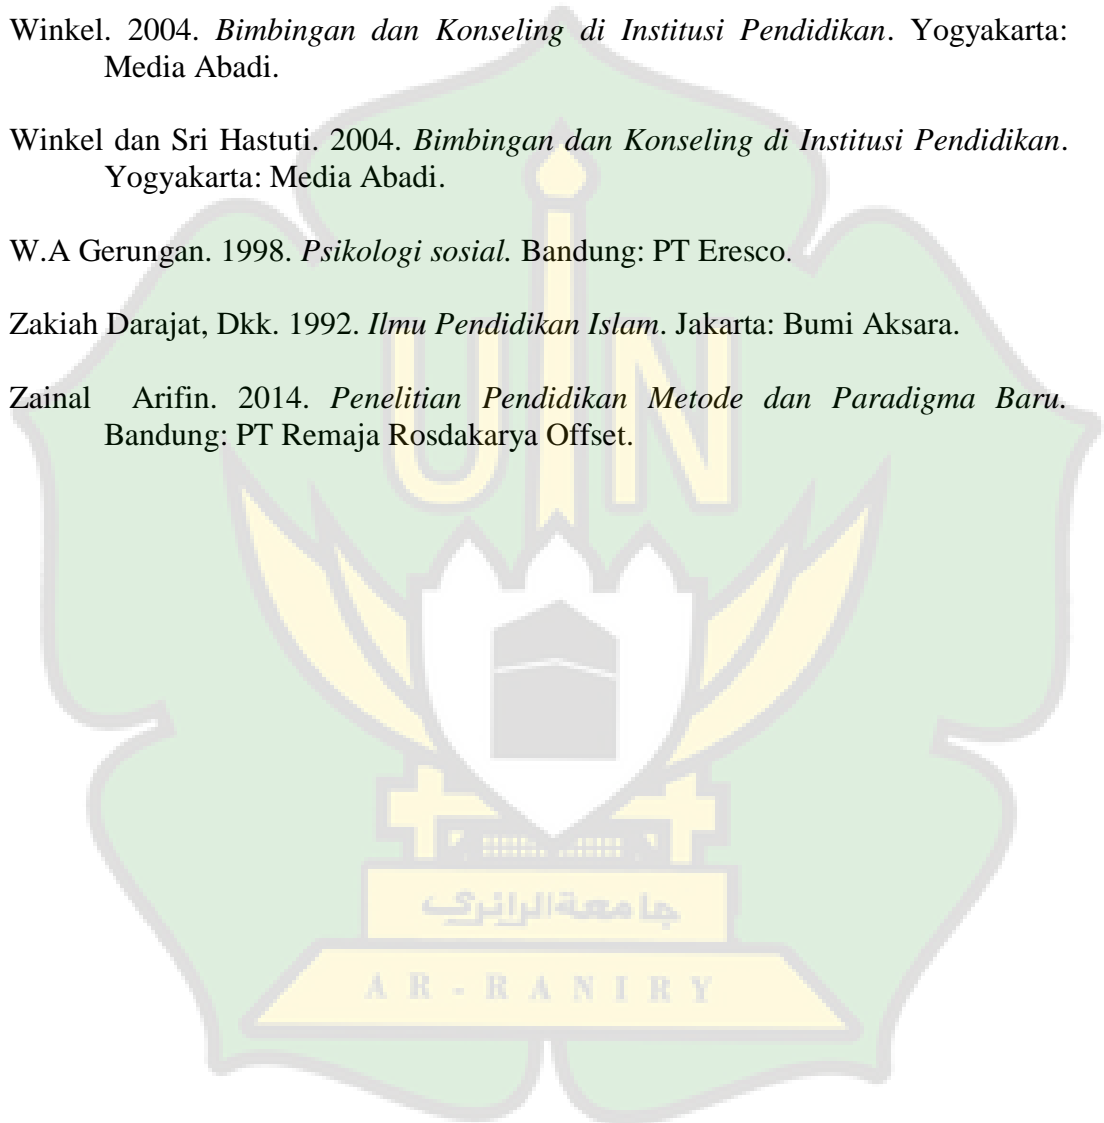 Winkel. 2004. Bimbingan dan Konseling di Institusi Pendidikan. Yogyakarta:
Media Abadi.
Winkel dan Sri Hastuti. 2004. Bimbingan dan Konseling di Institusi Pendidikan.
Yogyakarta: Media Abadi.
W.A Gerungan. 1998. Psikologi sosial. Bandung: PT Eresco.
Zakiah Darajat, Dkk. 1992. Ilmu Pendidikan Islam. Jakarta: Bumi Aksara.
Zainal Arifin. 2014. Penelitian Pendidikan Metode dan Paradigma Baru.
Bandung: PT Remaja Rosdakarya Offset.
UIN
جامعة الرانري
AR-RANIRY